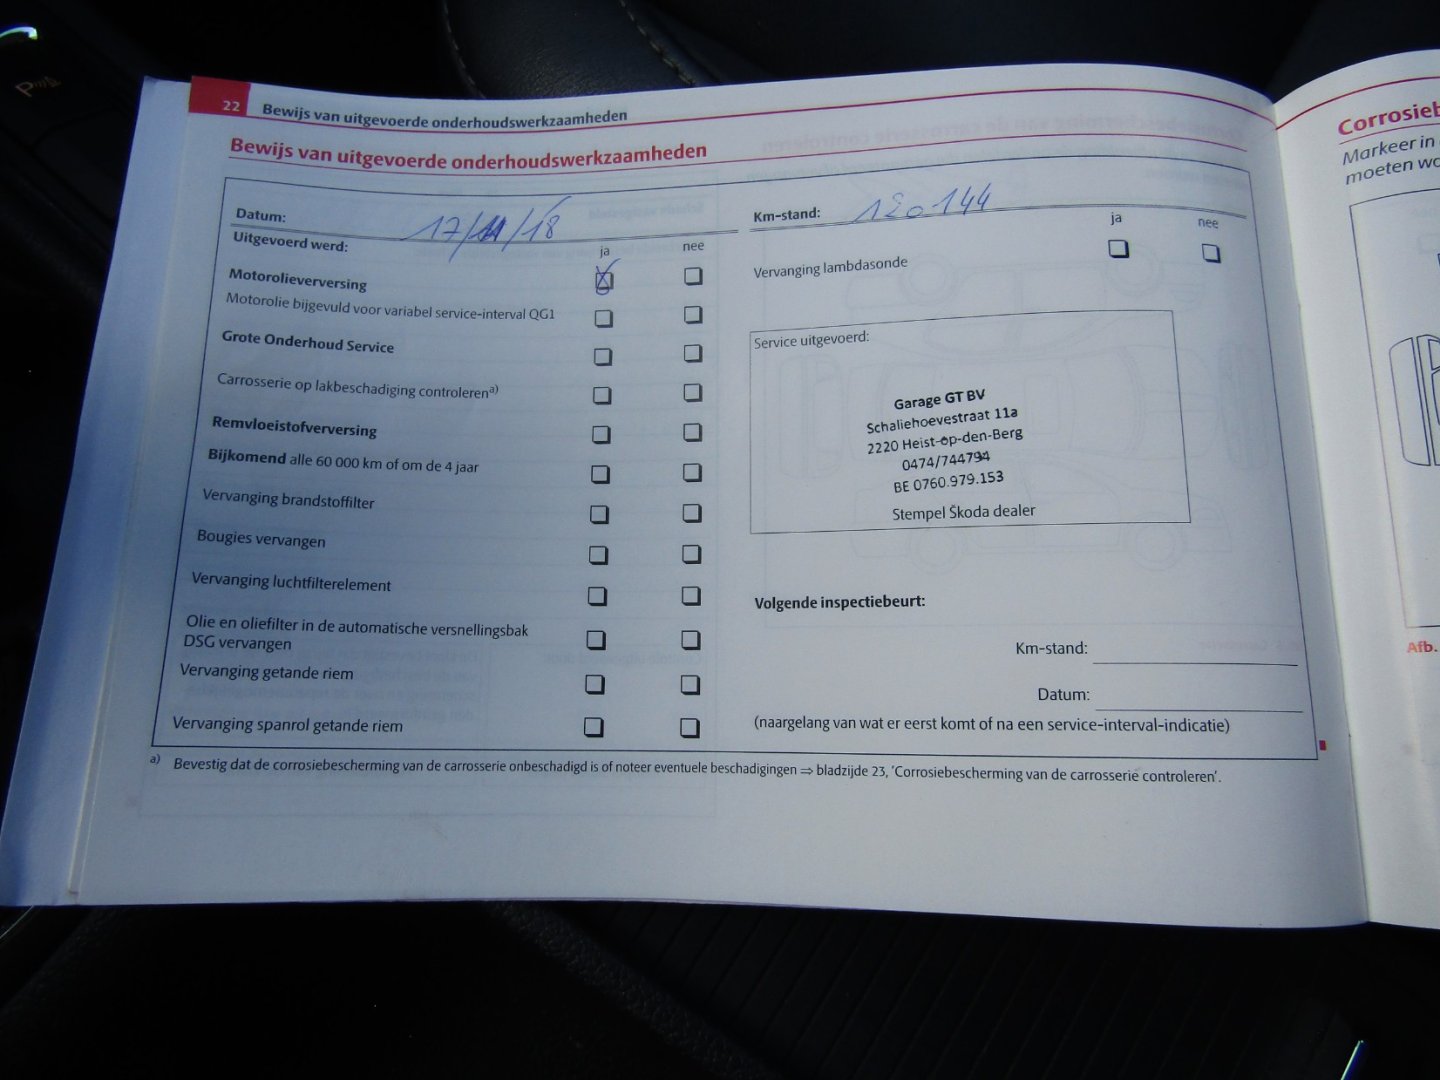 22 Bewijs van uitgevoerde onderhoudswerkzaamheden
Bewijs van uitgevoerde onderhoudswerkzaamheden
Datum: 17/11/18
Uitgevoerd werd: ja nee
Motorolieverversing
Motorolie bijgevuld voor variabel service-interval QG1
Grote Onderhoud Service
Carrosserie op lakbeschadiging controleren a)
Remvloeistofverversing
Bijkomend alle 60 000 km of om de 4 jaar
Vervanging brandstoffilter
Bougies vervangen
Vervanging luchtfilterelement
Olie en oliefilter in de automatische versnellingsbak
DSG vervangen
Vervanging getande riem
Vervanging spanrol getande riem
Km-stand: 120144
ja nee
Vervanging lambdasonde
Service uitgevoerd:
Garage GT BV
Schaliehoevestraat 11a
2220 Heist-op-den-Berg
0474/744794
BE 0760.979.153
Stempel Škoda dealer
Volgende inspectiebeurt:
Km-stand:
Datum:
(naargelang van wat er eerst komt of na een service-interval-indicatie)
a) Bevestig dat de corrosiebescherming van de carrosserie onbeschadigd is of noteer eventuele beschadigingen ⇒ bladzijde 23, 'Corrosiebescherming van de carrosserie controleren'.
Corrosieb
Markeer in
moeten wo
Afb.
P